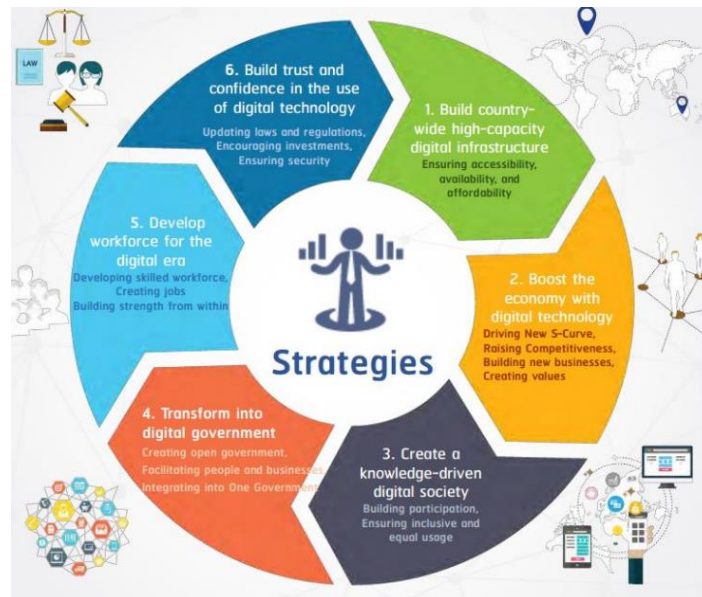 LAW
6. Build trust and
confidence in the use
of digital technology
Updating laws and regulations,
Encouraging investments,
Ensuring security
1. Build country-
wide high-capacity
digital infrastructure
Ensuring accessibility,
availability, and
affordability
2. Boost the
economy with
digital technology
Driving New S-Curve,
Raising Competitiveness,
Building new businesses,
Creating values
3. Create a
knowledge-driven
digital society
Building participation,
Ensuring inclusive and
equal usage
4. Transform into
digital government
Creating open government,
Facilitating people and businesses,
Integrating into One Government
5. Develop
workforce for the
digital era
Developing skilled workforce,
Creating jobs
Building strength from within
Strategies